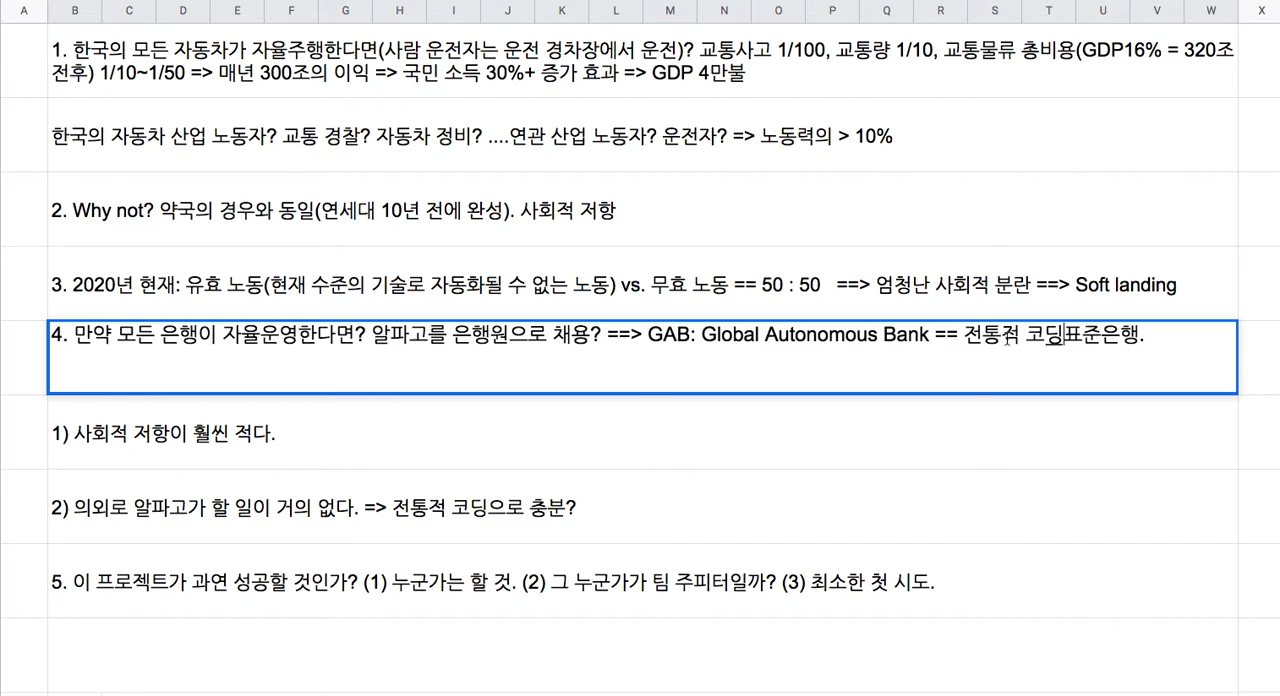 A B C D E F G H I J K L M N O P Q R S T U V W X
1. 한국의 모든 자동차가 자율주행한다면(사람 운전자는 운전 경차장에서 운전)? 교통사고 1/100, 교통량 1/10, 교통물류 총비용(GDP16% = 320조
전후) 1/10~1/50 => 매년 300조의 이익 => 국민 소득 30%+ 증가 효과 => GDP 4만불
한국의 자동차 산업 노동자? 교통 경찰? 자동차 정비? ....연관 산업 노동자? 운전자? => 노동력의 > 10%
2. Why not? 약국의 경우와 동일(연세대 10년 전에 완성). 사회적 저항
3. 2020년 현재: 유효 노동(현재 수준의 기술로 자동화될 수 없는 노동) vs. 무효 노동 == 50 : 50 ==> 엄청난 사회적 분란 ==> Soft landing
4. 만약 모든 은행이 자율운영한다면? 알파고를 은행원으로 채용? ==> GAB: Global Autonomous Bank == 전통적 코딩표준은행.
1) 사회적 저항이 훨씬 적다.
2) 의외로 알파고가 할 일이 거의 없다. => 전통적 코딩으로 충분?
5. 이 프로젝트가 과연 성공할 것인가? (1) 누군가는 할 것. (2) 그 누군가가 팀 주피터일까? (3) 최소한 첫 시도.